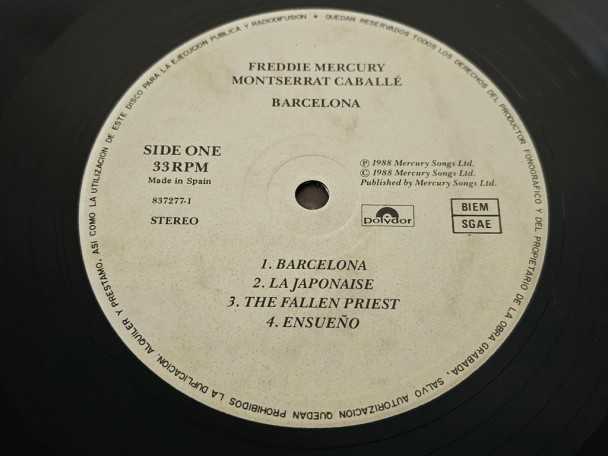 FREDDIE MERCURY
MONTSERRAT CABALLÉ
BARCELONA
SIDE ONE
33RPM
Made in Spain
837277-1
STEREO
Ⓟ 1988 Mercury Songs Ltd.
© 1988 Mercury Songs Ltd.
Published by Mercury Songs Ltd.
polydor
BIEM
SGAE
1. BARCELONA
2. LA JAPONAISE
3. THE FALLEN PRIEST
4. ENSUEÑO
★ QUEDAN RESERVADOS TODOS LOS DERECHOS DEL PRODUCTOR FONOGRAFICO Y DEL PROPIETARIO DE LA OBRA GRABADA, SALVO AUTORIZACION QUEDAN PROHIBIDOS LA DUPLICACION, ALQUILER Y PRESTAMO, ASI COMO LA UTILIZACION DE ESTE DISCO PARA LA EJECUCION PUBLICA Y RADIODIFUSION